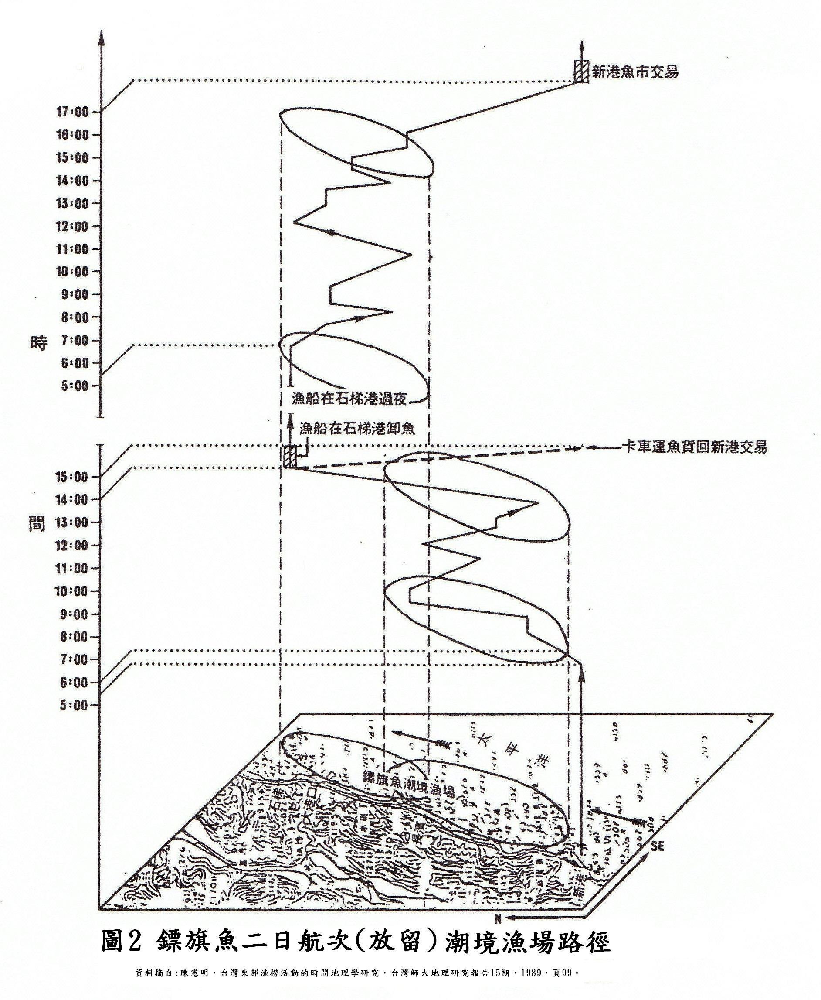 新港魚市交易
17:00
16:00
15:00
14:00
13:00
12:00
11:00
10:00
9:00
8:00
7:00
6:00
5:00
時
漁船在石梯港過夜
漁船在石梯港卸魚
卡車運魚貨回新港交易
15:00
14:00
13:00
12:00
11:00
10:00
9:00
8:00
7:00
6:00
5:00
間
太平洋
鏢旗魚潮境漁場
石梯
大港口
長濱
新港
SE
N
圖2 鏢旗魚二日航次(放留)潮境漁場路徑
資料摘自:陳憲明，台灣東部漁撈活動的時間地理學研究，台灣師大地理研究報告15期，1989，頁99。